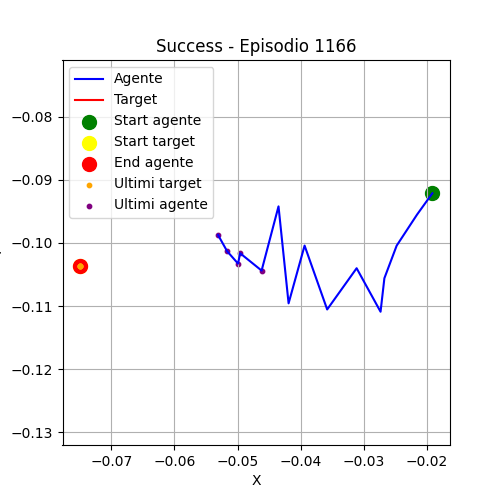 Success - Episodio 1166
Agente
Target
Start agente
Start target
End agente
Ultimi target
Ultimi agente
−0.08
−0.09
−0.10
−0.11
−0.12
−0.13
−0.07 −0.06 −0.05 −0.04 −0.03 −0.02
X